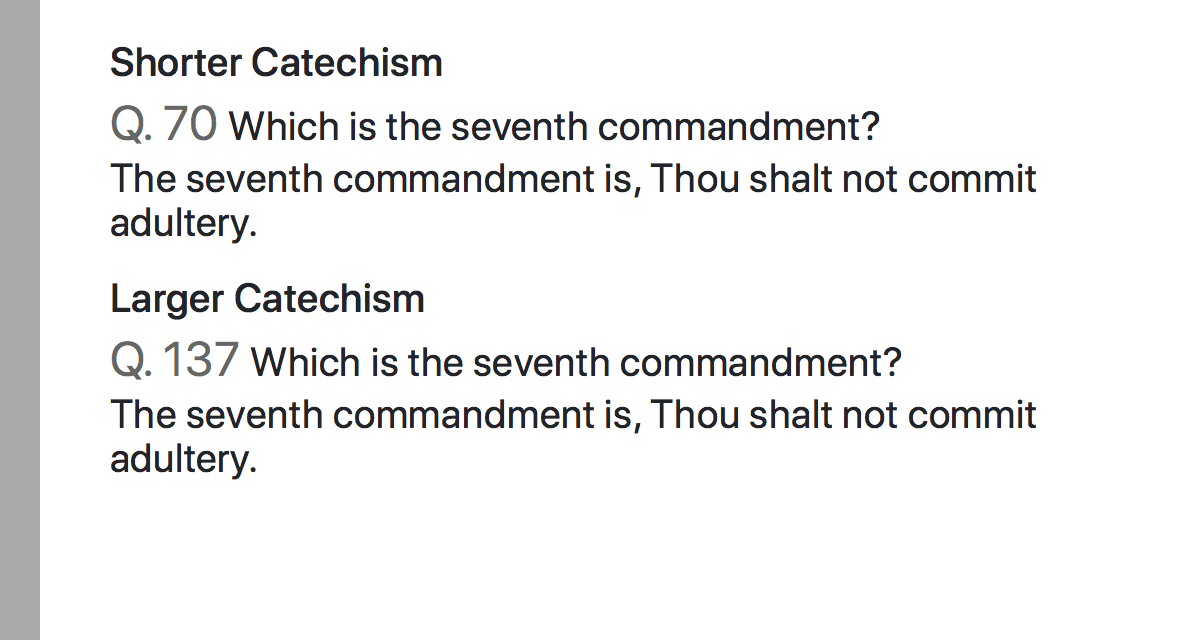 Shorter Catechism
Q. 70 Which is the seventh commandment?
The seventh commandment is, Thou shalt not commit
adultery.
Larger Catechism
Q. 137 Which is the seventh commandment?
The seventh commandment is, Thou shalt not commit
adultery.